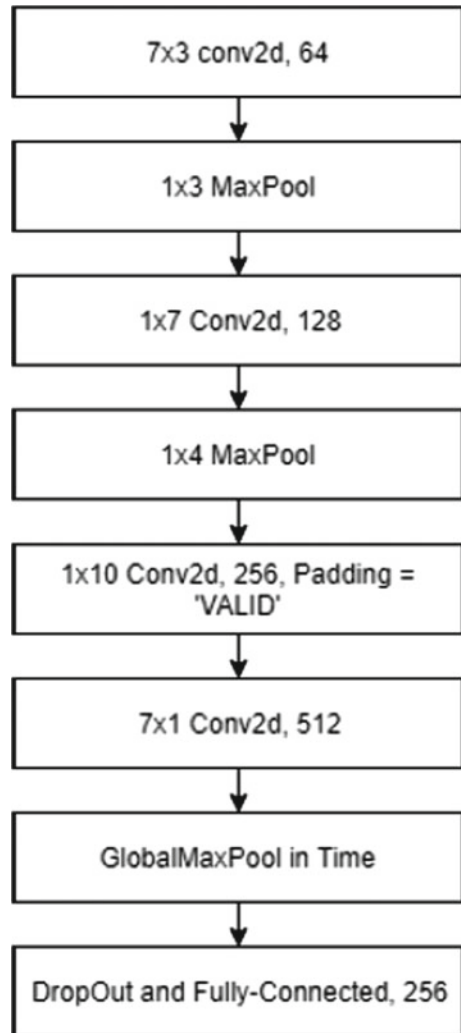 7x3 conv2d, 64
1x3 MaxPool
1x7 Conv2d, 128
1x4 MaxPool
1x10 Conv2d, 256, Padding =
'VALID'
7x1 Conv2d, 512
GlobalMaxPool in Time
DropOut and Fully-Connected, 256